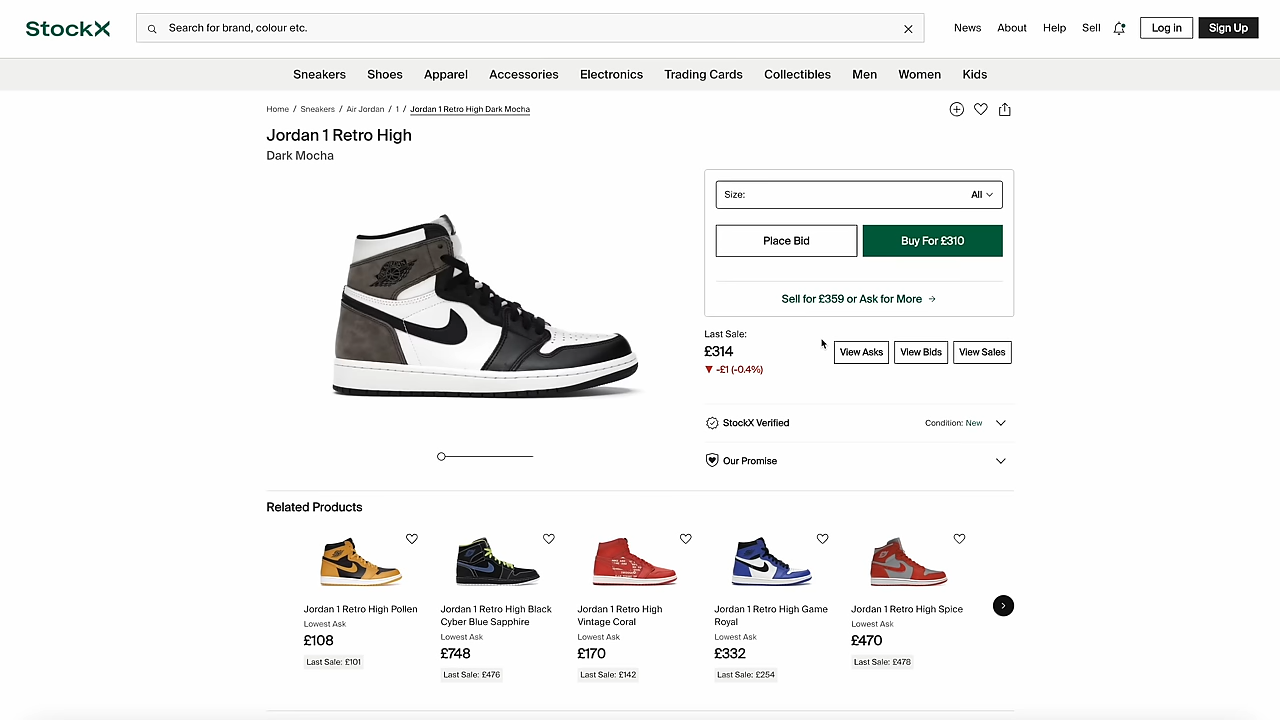 StockX
Search for brand, colour etc.
News About Help Sell Log in Sign Up
Sneakers Shoes Apparel Accessories Electronics Trading Cards Collectibles Men Women Kids
Home / Sneakers / Air Jordan / 1 / Jordan 1 Retro High Dark Mocha
Jordan 1 Retro High
Dark Mocha
Size: All
Place Bid Buy For £310
Sell for £359 or Ask for More →
Last Sale:
£314
▼ -£1 (-0.4%)
View Asks View Bids View Sales
StockX Verified Condition: New
Our Promise
Related Products
Jordan 1 Retro High Pollen
Lowest Ask
£108
Last Sale: £101
Jordan 1 Retro High Black
Cyber Blue Sapphire
Lowest Ask
£748
Last Sale: £476
Jordan 1 Retro High
Vintage Coral
Lowest Ask
£170
Last Sale: £142
Jordan 1 Retro High Game
Royal
Lowest Ask
£332
Last Sale: £254
Jordan 1 Retro High Spice
Lowest Ask
£470
Last Sale: £478